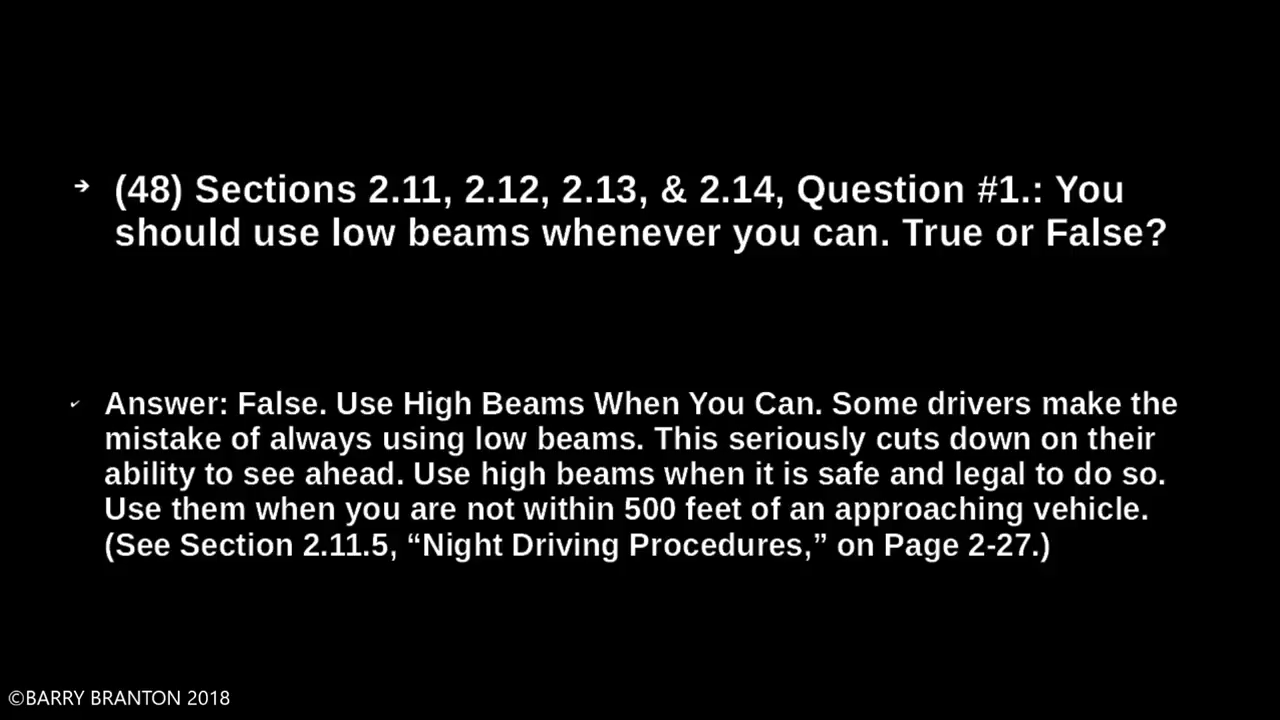 ➔ (48) Sections 2.11, 2.12, 2.13, & 2.14, Question #1.: You
should use low beams whenever you can. True or False?
✔ Answer: False. Use High Beams When You Can. Some drivers make the
mistake of always using low beams. This seriously cuts down on their
ability to see ahead. Use high beams when it is safe and legal to do so.
Use them when you are not within 500 feet of an approaching vehicle.
(See Section 2.11.5, “Night Driving Procedures,” on Page 2-27.)
©BARRY BRANTON 2018